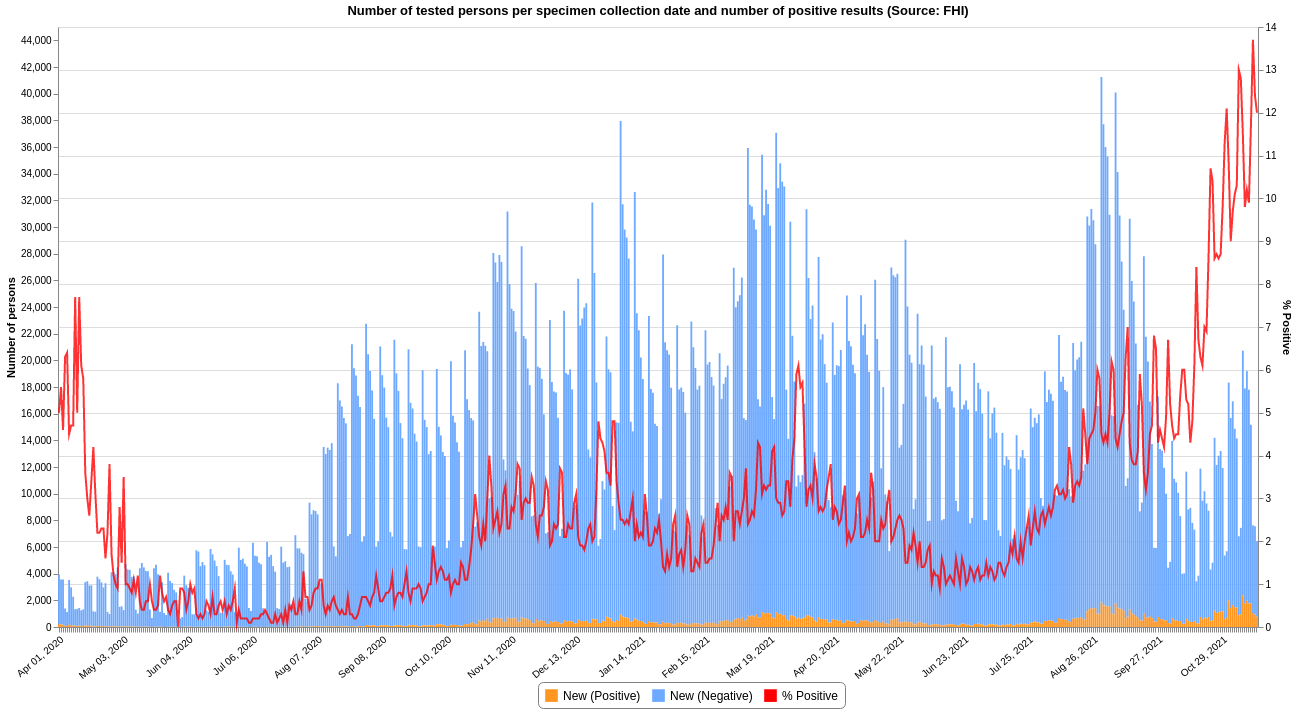 Number of tested persons per specimen collection date and number of positive results (Source: FHI)
Number of persons
44,000
42,000
40,000
38,000
36,000
34,000
32,000
30,000
28,000
26,000
24,000
22,000
20,000
18,000
16,000
14,000
12,000
10,000
8,000
6,000
4,000
2,000
0
% Positive
14
13
12
11
10
9
8
7
6
5
4
3
2
1
0
Apr 01, 2020
May 03, 2020
Jun 04, 2020
Jul 06, 2020
Aug 07, 2020
Sep 08, 2020
Oct 10, 2020
Nov 11, 2020
Dec 13, 2020
Jan 14, 2021
Feb 15, 2021
Mar 19, 2021
Apr 20, 2021
May 22, 2021
Jun 23, 2021
Jul 25, 2021
Aug 26, 2021
Sep 27, 2021
Oct 29, 2021
New (Positive) New (Negative) % Positive